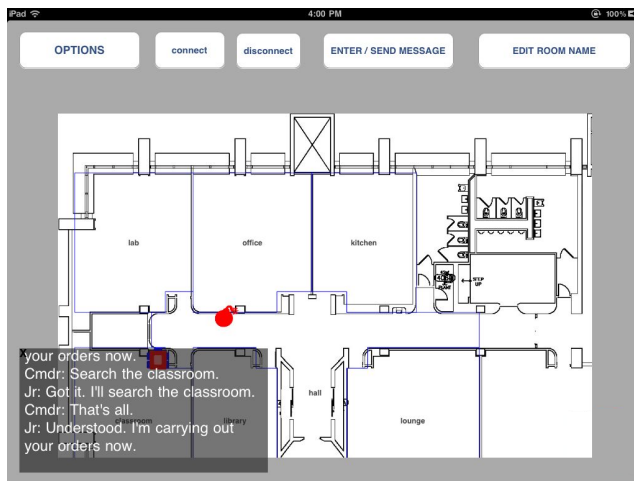 iPad 4:00 PM 100%
OPTIONS connect disconnect ENTER / SEND MESSAGE EDIT ROOM NAME
lab office kitchen
STEP
UP
X
your orders now.
Cmdr: Search the classroom.
Jr: Got it. I'll search the classroom.
Cmdr: That's all.
Jr: Understood. I'm carrying out
your orders now.
hall
classroom library lounge